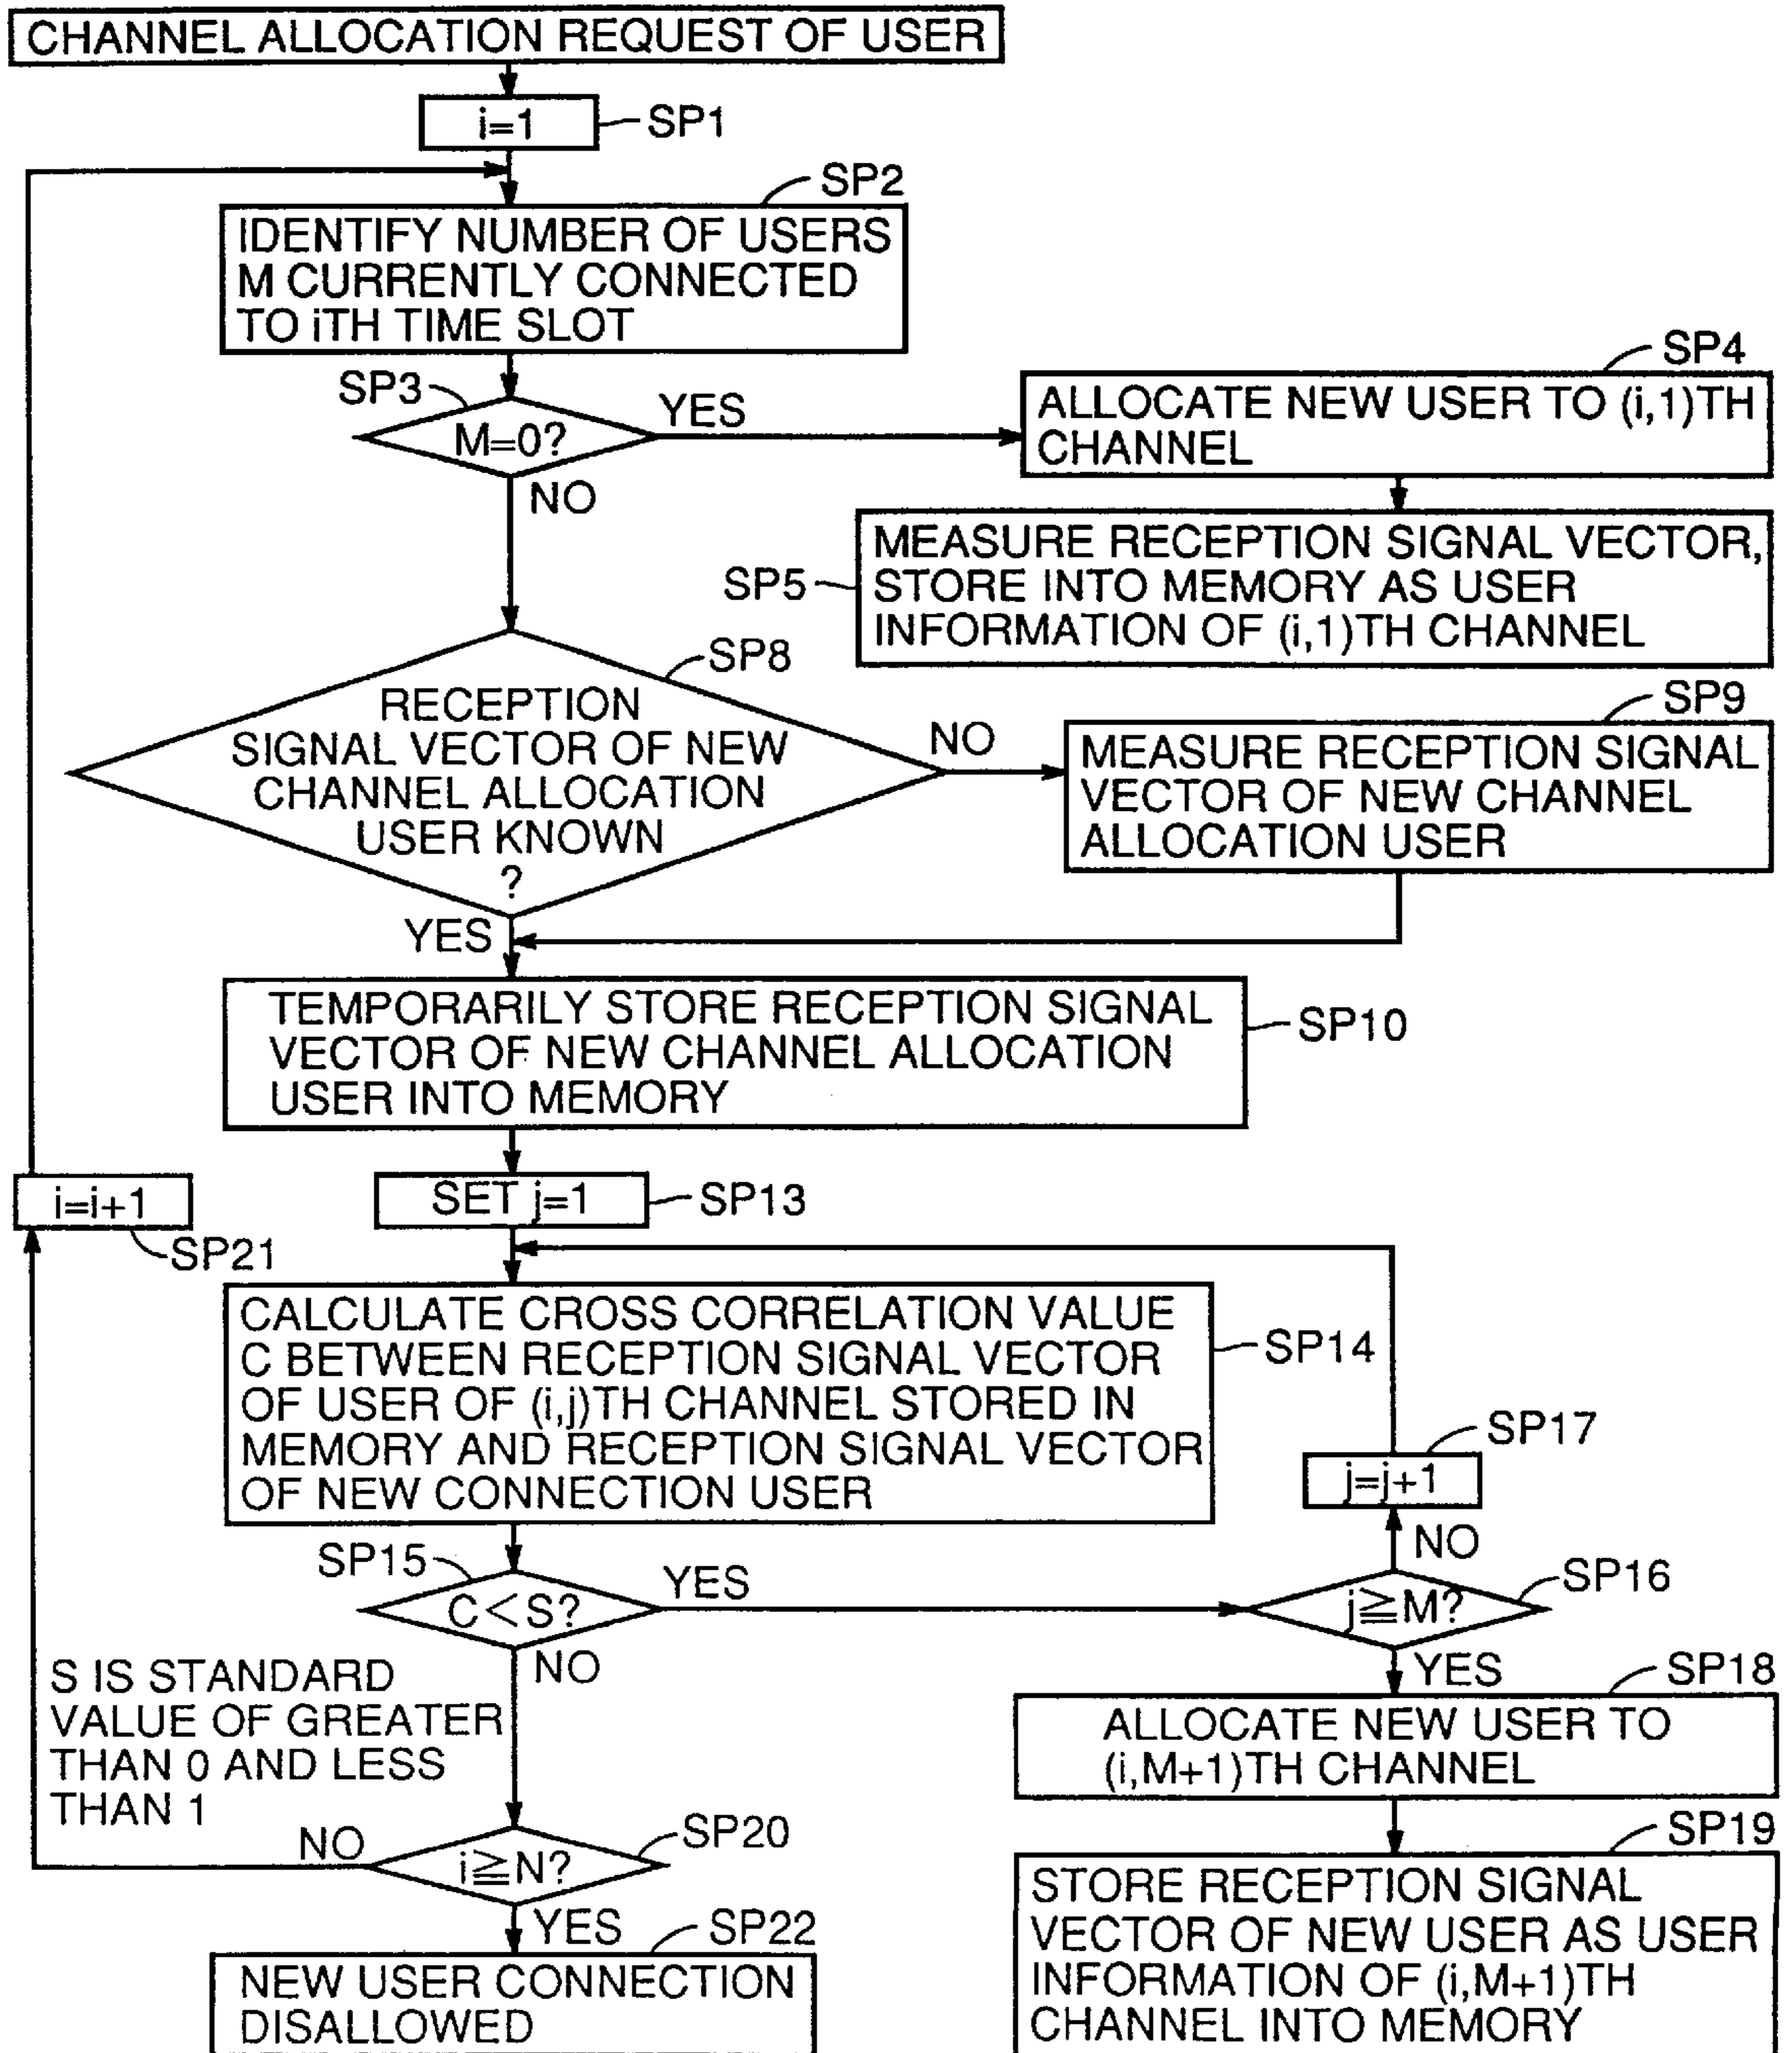 CHANNEL ALLOCATION REQUEST OF USER
i=1
SP1
SP2
IDENTIFY NUMBER OF USERS
M CURRENTLY CONNECTED
TO iTH TIME SLOT
SP3
M=0?
YES
NO
SP4
ALLOCATE NEW USER TO (i,1)TH
CHANNEL
SP5
MEASURE RECEPTION SIGNAL VECTOR,
STORE INTO MEMORY AS USER
INFORMATION OF (i,1)TH CHANNEL
SP8
RECEPTION
SIGNAL VECTOR OF NEW
CHANNEL ALLOCATION
USER KNOWN
?
NO
YES
SP9
MEASURE RECEPTION SIGNAL
VECTOR OF NEW CHANNEL
ALLOCATION USER
TEMPORARILY STORE RECEPTION SIGNAL
VECTOR OF NEW CHANNEL ALLOCATION
USER INTO MEMORY
SP10
i=i+1
SP21
SET j=1
SP13
CALCULATE CROSS CORRELATION VALUE
C BETWEEN RECEPTION SIGNAL VECTOR
OF USER OF (i,j)TH CHANNEL STORED IN
MEMORY AND RECEPTION SIGNAL VECTOR
OF NEW CONNECTION USER
SP14
SP17
j=j+1
NO
SP15
C<S?
YES
NO
j≧M?
SP16
YES
S IS STANDARD
VALUE OF GREATER
THAN 0 AND LESS
THAN 1
SP18
ALLOCATE NEW USER TO
(i,M+1)TH CHANNEL
NO
i≧N?
SP20
YES
SP22
NEW USER CONNECTION
DISALLOWED
SP19
STORE RECEPTION SIGNAL
VECTOR OF NEW USER AS USER
INFORMATION OF (i,M+1)TH
CHANNEL INTO MEMORY